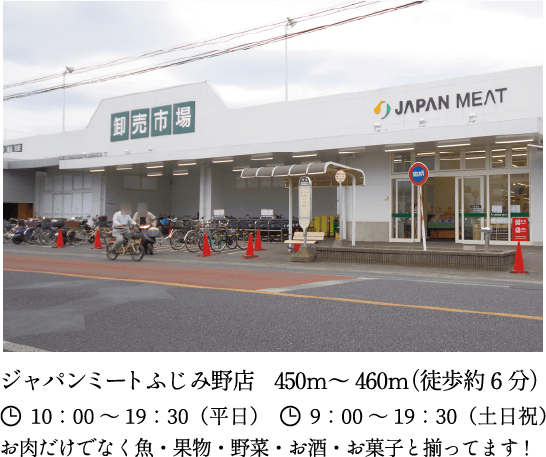 卸売市場
JAPAN MEAT
ジャパンミートふじみ野店 450m～460m(徒歩約6分)
10：00～19：30（平日） 9：00～19：30（土日祝）
お肉だけでなく魚・果物・野菜・お酒・お菓子と揃ってます！